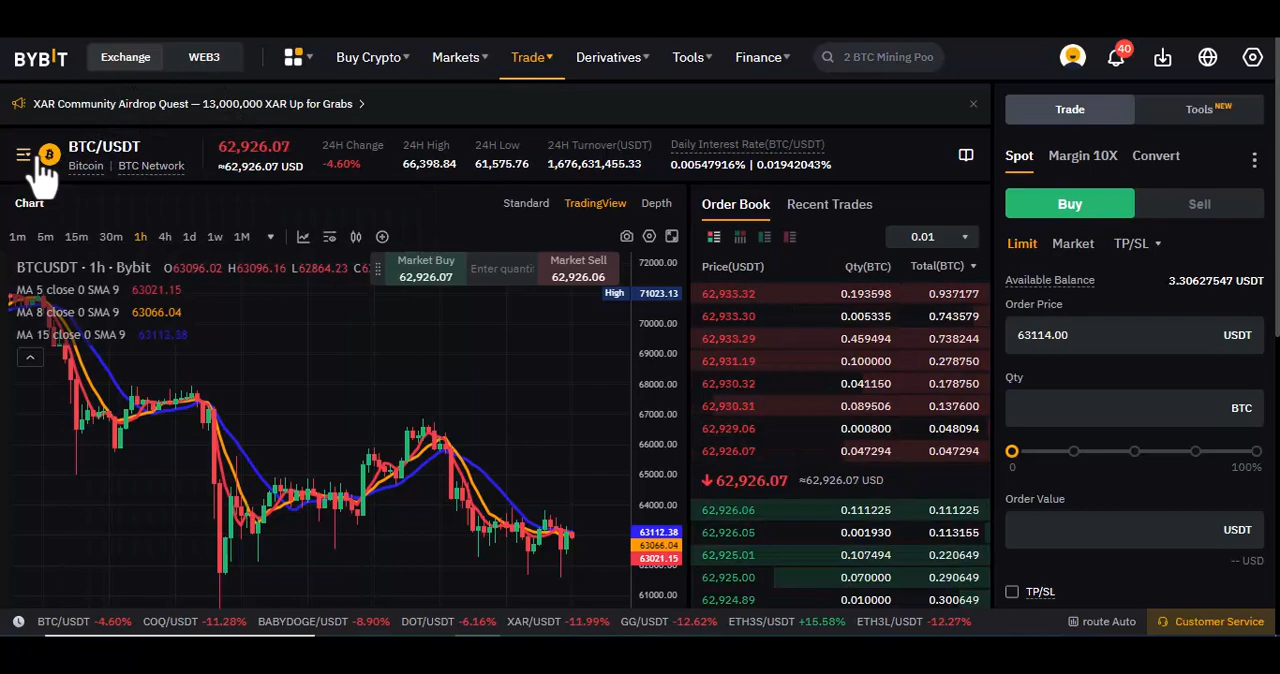 BYBIT Exchange WEB3 Buy Crypto Markets Trade Derivatives Tools Finance 2 BTC Mining Poo 40
XAR Community Airdrop Quest — 13,000,000 XAR Up for Grabs
BTC/USDT
Bitcoin BTC Network
62,926.07
≈62,926.07 USD
24H Change
-4.60%
24H High
66,398.84
24H Low
61,575.76
24H Turnover(USDT)
1,676,631,455.33
Daily Interest Rate(BTC/USDT)
0.00547916% | 0.01942043%
Chart Standard TradingView Depth
1m 5m 15m 30m 1h 4h 1d 1w 1M
BTCUSDT · 1h · Bybit O63096.02 H63096.16 L62864.23
MA 5 close 0 SMA 9 63021.15
MA 8 close 0 SMA 9 63066.04
MA 15 close 0 SMA 9 63112.38
Market Buy
62,926.07
Enter quanti
Market Sell
62,926.06
72000.00
High 71023.13
70000.00
69000.00
68000.00
67000.00
66000.00
65000.00
64000.00
63112.38
63066.04
63021.15
61000.00
Order Book Recent Trades
0.01
Price(USDT) Qty(BTC) Total(BTC)
62,933.32 0.193598 0.937177
62,933.30 0.005335 0.743579
62,933.29 0.459494 0.738244
62,931.19 0.100000 0.278750
62,930.32 0.041150 0.178750
62,930.31 0.089506 0.137600
62,929.06 0.000800 0.048094
62,926.07 0.047294 0.047294
62,926.07 ≈62,926.07 USD
62,926.06 0.111225 0.111225
62,926.05 0.001930 0.113155
62,925.01 0.107494 0.220649
62,925.00 0.070000 0.290649
62,924.89 0.010000 0.300649
Trade Tools NEW
Spot Margin 10X Convert
Buy Sell
Limit Market TP/SL
Available Balance 3.30627547 USDT
Order Price
63114.00 USDT
Qty
BTC
0 100%
Order Value
USDT
-- USD
TP/SL
BTC/USDT -4.60% COQ/USDT -11.28% BABYDOGE/USDT -8.90% DOT/USDT -6.16% XAR/USDT -11.99% GG/USDT -12.62% ETH3S/USDT +15.58% ETH3L/USDT -12.27% route Auto Customer Service